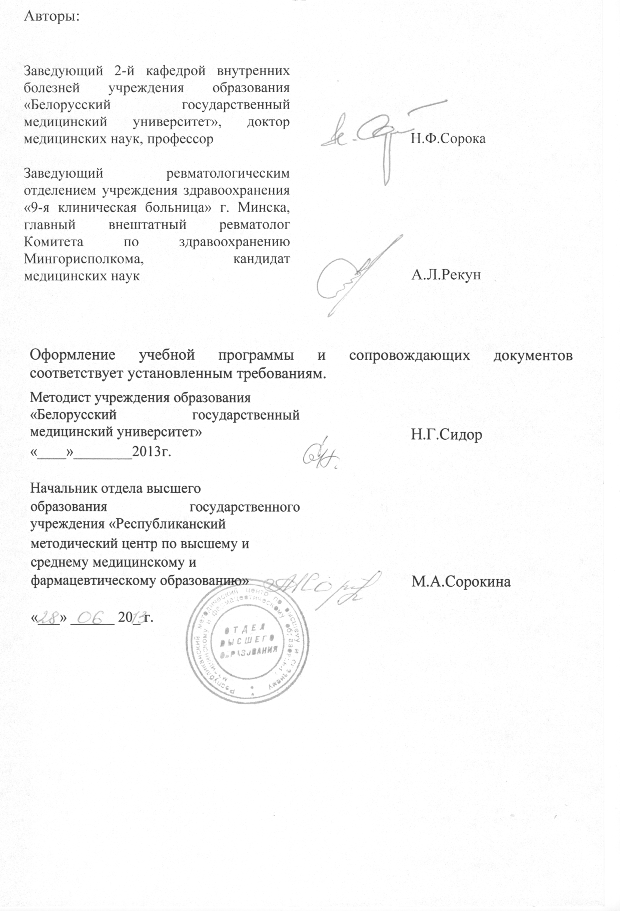 Авторы:
Заведующий 2-й кафедрой внутренних
болезней учреждения образования
«Белорусский государственный
медицинский университет», доктор
медицинских наук, профессор
Н.Ф.Сорока
Заведующий ревматологическим
отделением учреждения здравоохранения
«9-я клиническая больница» г. Минска,
главный внештатный ревматолог
Комитета по здравоохранению
Мингорисполкома, кандидат
медицинских наук
А.Л.Рекун
Оформление учебной программы и сопровождающих документов
соответствует установленным требованиям.
Методист учреждения образования
«Белорусский государственный
медицинский университет»
Н.Г.Сидор
«____»________2013г.
Начальник отдела высшего
образования государственного
учреждения «Республиканский
методический центр по высшему и
среднему медицинскому и
фармацевтическому образованию»
М.А.Сорокина
«28» 06 2013 г.
ОТДЕЛ
ВЫСШЕГО
ОБРАЗОВАНИЯ